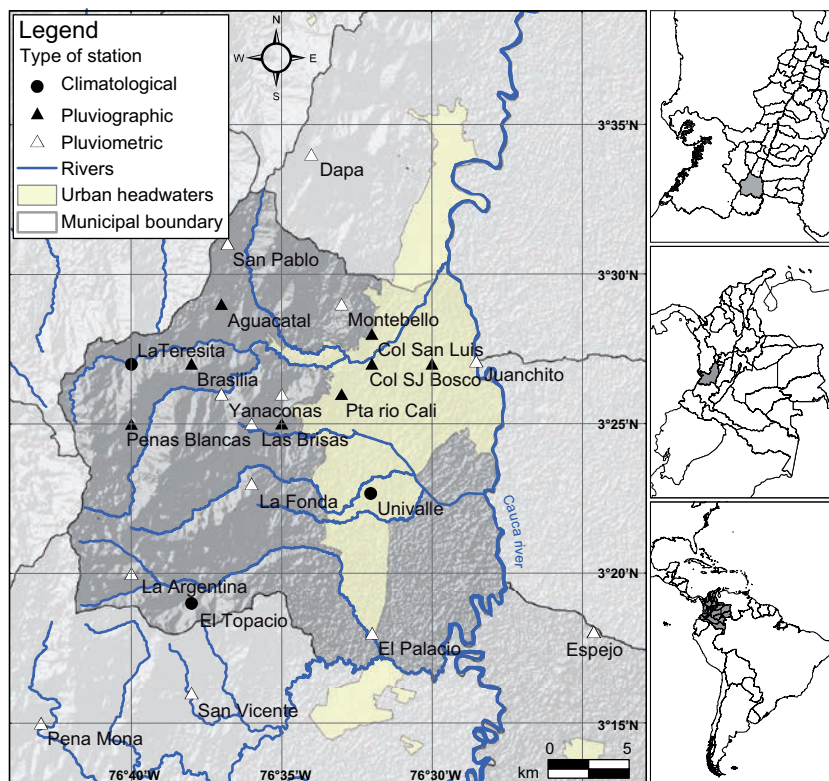 Legend
Type of station
Climatological
Pluviographic
Pluviometric
Rivers
Urban headwaters
Municipal boundary
N
W E
S
3°35'N
Dapa
San Pablo
3°30'N
Aguacatal
Montebello
LaTeresita
Col San Luis
Juanchito
Brasilia
Col SJ Bosco
Yanaconas
Pta rio Cali
3°25'N
Penas Blancas
Las Brisas
La Fonda
Univalle
Cauca river
3°20'N
La Argentina
El Topacio
El Palacio
Espejo
San Vicente
3°15'N
Pena Mona
0 5
km
76°40'W 76°35'W 76°30'W